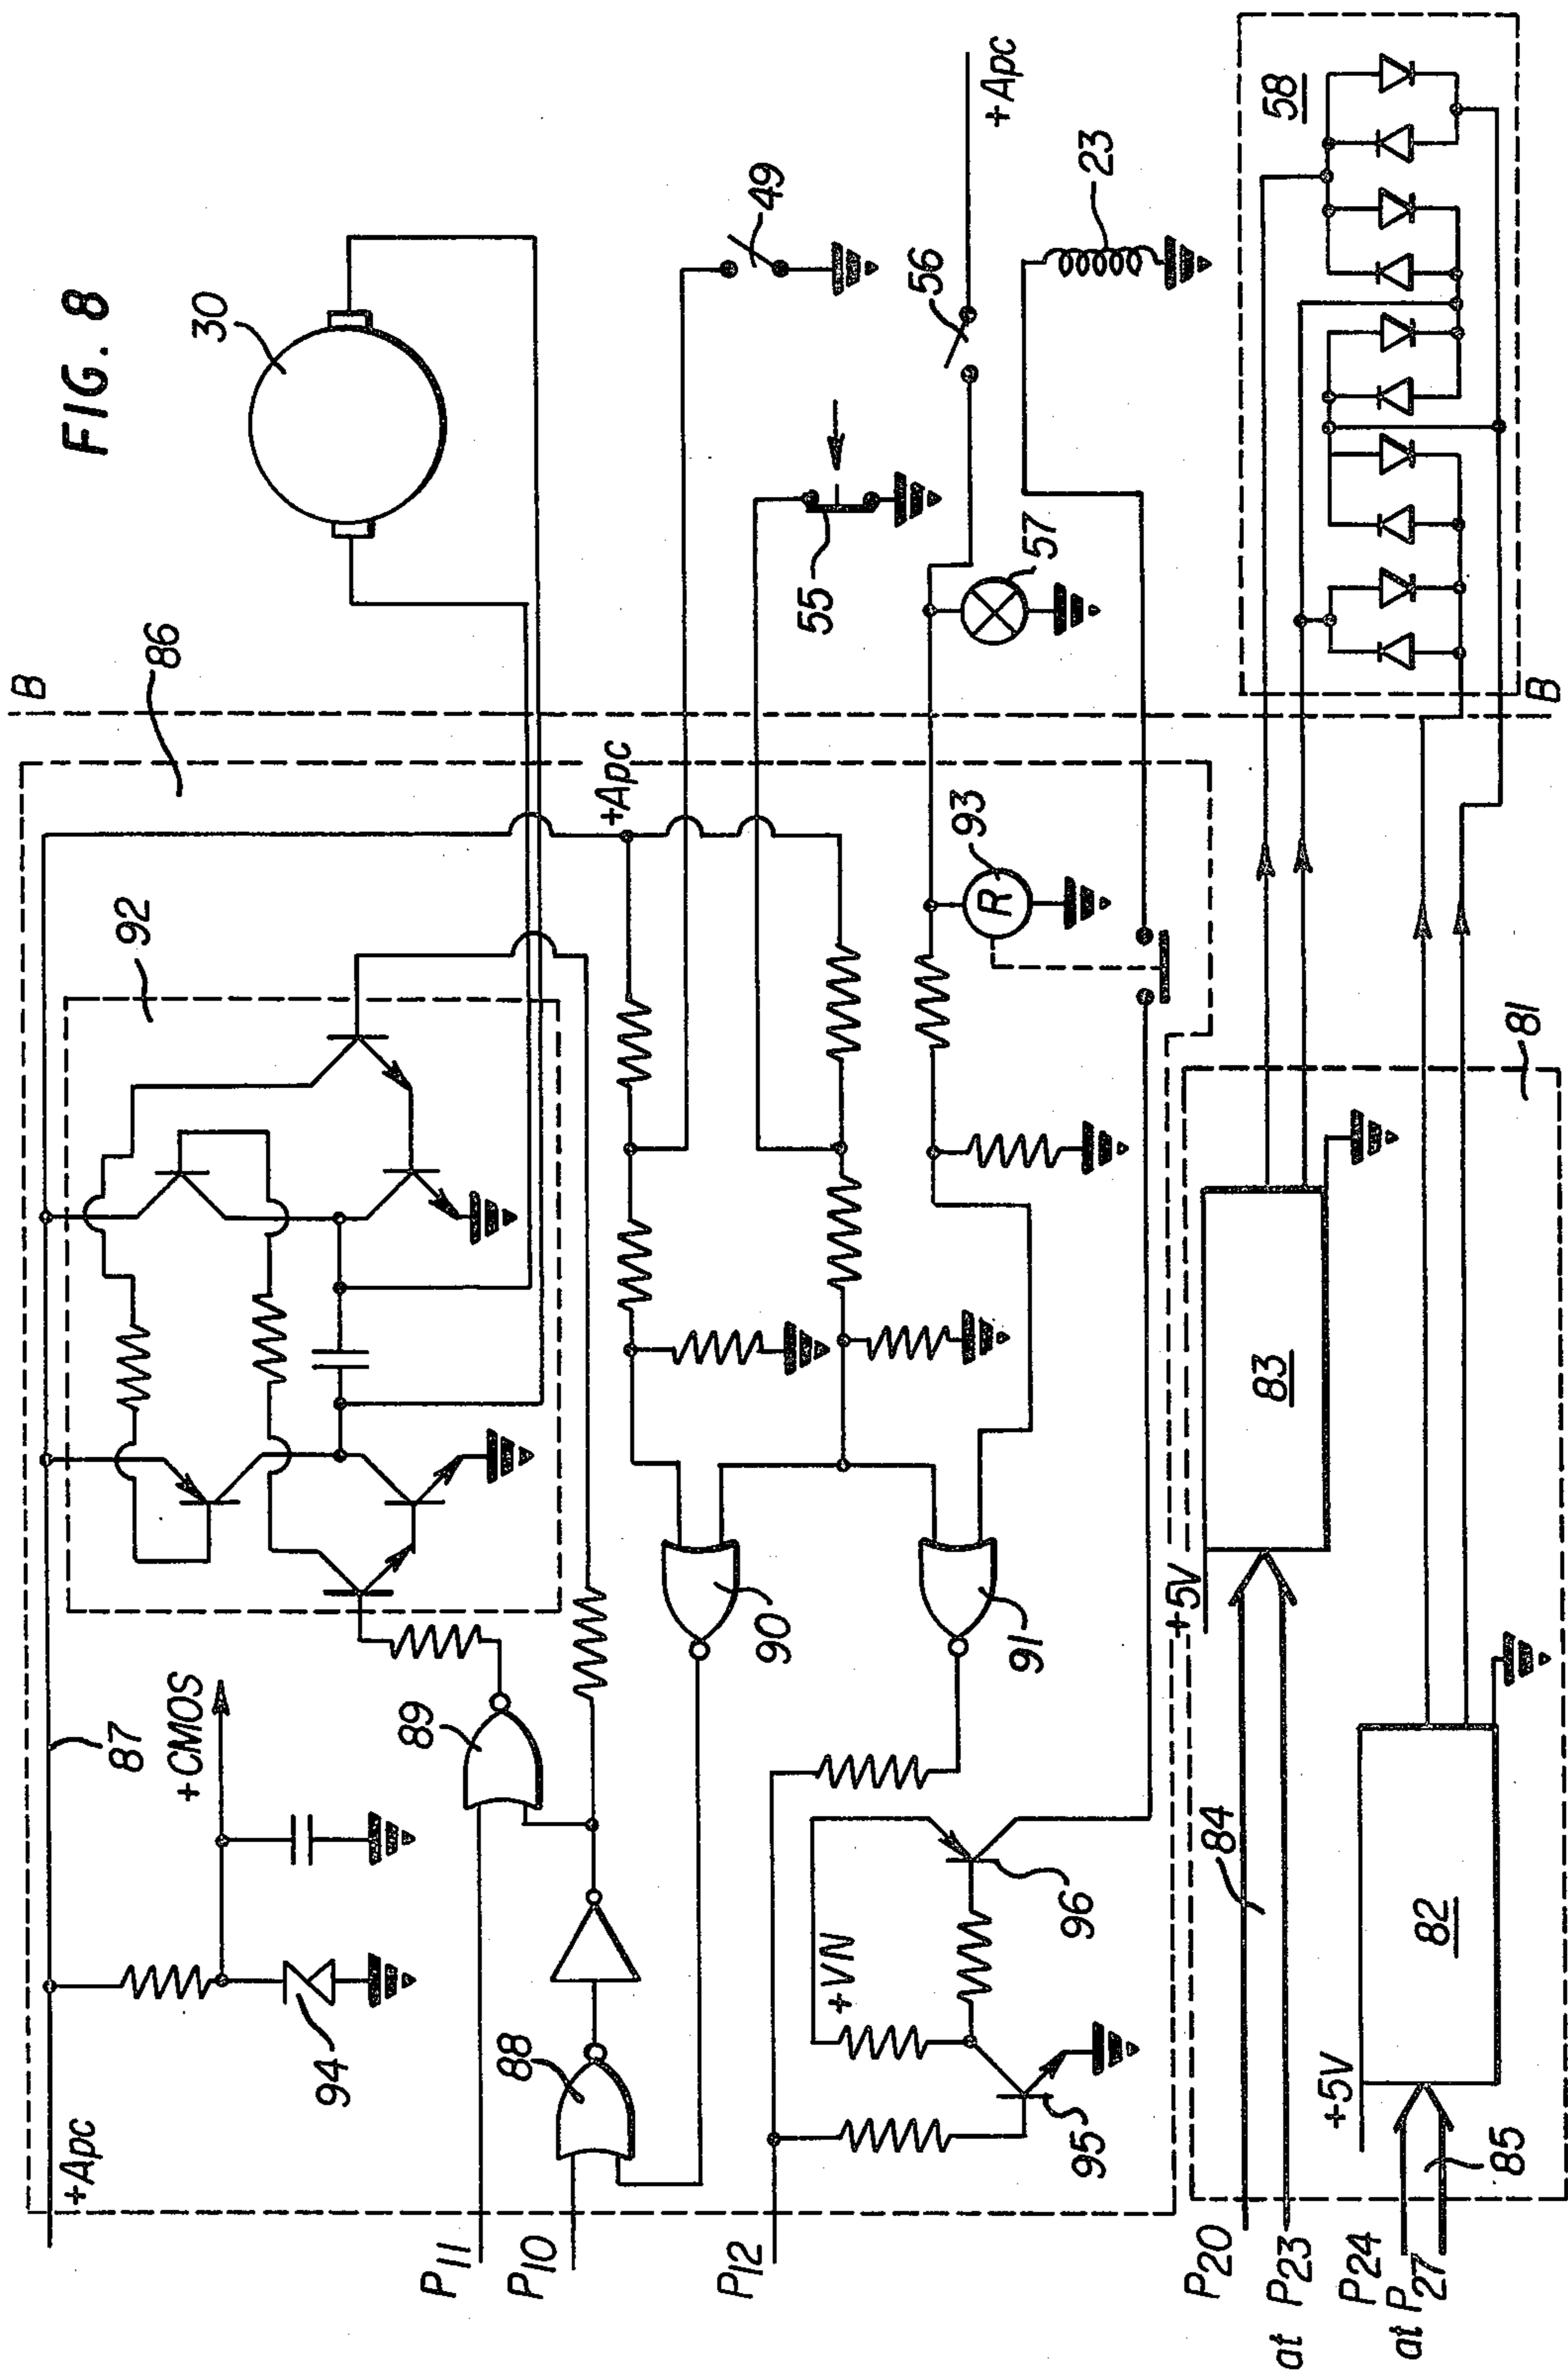 FIG. 8
B
86
30
92
87
+CMOS
+Apc
94
89
88
P11
P10
P12
+Apc
49
55
56
+Apc
57
23
93
90
91
+VN
96
95
58
B
81
+5V
83
84
82
+5V
85
P20
at P23
P24
at P27